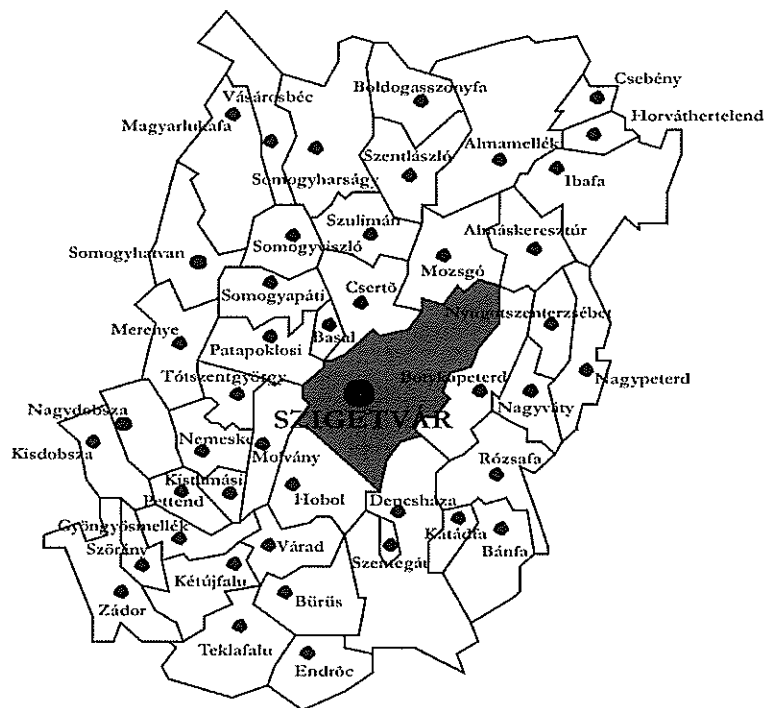 Csebény
Boldogasszonyfa
Vásárosbéc
Horváthertelend
Magyarlukafa
Almamellék
Szentlászló
Ibafa
Somogyhárságy
Szulimán
Almáskeresztúr
Somogyviszló
Somogyhatvan
Mozsgó
Csertő
Somogyapáti
Nyugotszenterzsébet
Merenye
Basal
Patapoklosi
Tótszentgyörgy
Botykapeterd
Nagypeterd
Nagydobsza
Nagyváty
SZIGETVÁR
Nemeske
Molvány
Kisdobsza
Rózsafa
Kistamási
Pettend
Hobol
Dencsháza
Gyöngyösmellék
Katádfa
Szörény
Várad
Bánfa
Szentegát
Kétújfalu
Zádor
Bürüs
Teklafalu
Endrőc